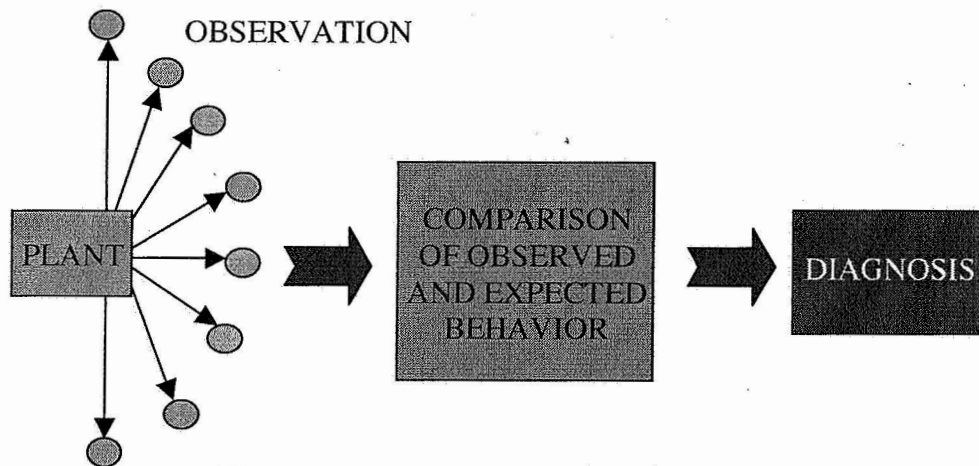 OBSERVATION
PLANT
COMPARISON
OF OBSERVED
AND EXPECTED
BEHAVIOR
DIAGNOSIS